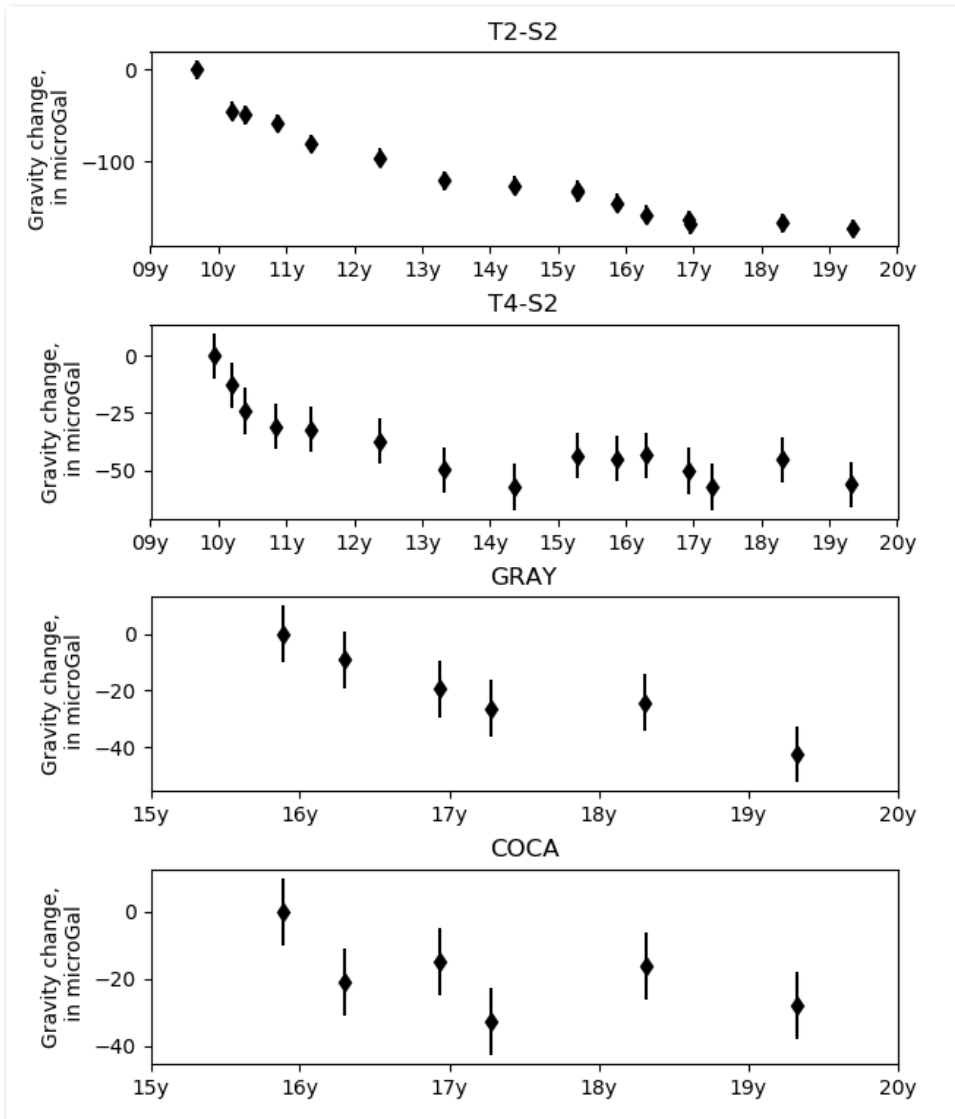 T2-S2
Gravity change,
in microGal
0
−100
09y 10y 11y 12y 13y 14y 15y 16y 17y 18y 19y 20y
T4-S2
Gravity change,
in microGal
0
−25
−50
09y 10y 11y 12y 13y 14y 15y 16y 17y 18y 19y 20y
GRAY
Gravity change,
in microGal
0
−20
−40
15y 16y 17y 18y 19y 20y
COCA
Gravity change,
in microGal
0
−20
−40
15y 16y 17y 18y 19y 20y